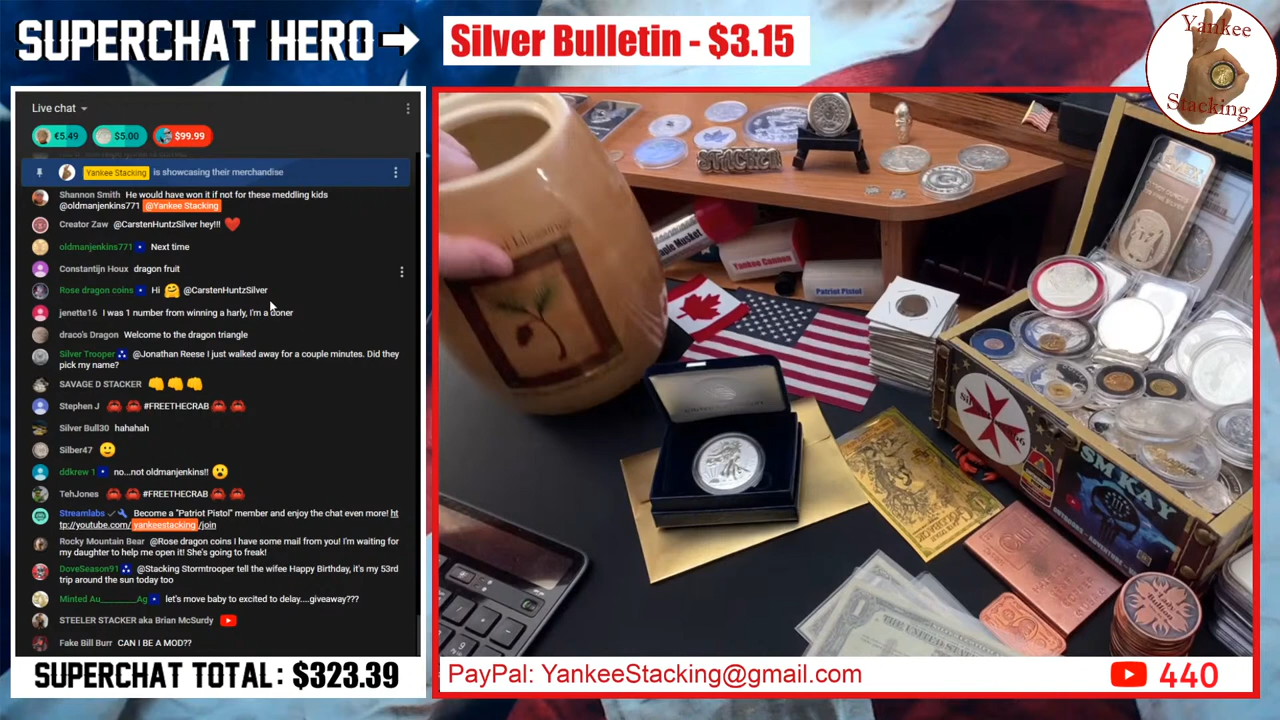 SUPERCHAT HERO
Silver Bulletin - $3.15
Yankee
Stacking
Live chat
€5.49
$5.00
$99.99
Yankee Stacking is showcasing their merchandise
Shannon Smith He would have won it if not for these meddling kids
@oldmanjenkins771 @Yankee Stacking
Creator Zaw @CarstenHuntzSilver hey!!!
oldmanjenkins771 Next time
Constantijn Houx dragon fruit
Rose dragon coins Hi @CarstenHuntzSilver
jenette16 I was 1 number from winning a harly, I'm a loner
draco's Dragon Welcome to the dragon triangle
Silver Trooper @Jonathan Reese I just walked away for a couple minutes. Did they
pick my name?
SAVAGE D STACKER
Stephen J #FREETHECRAB
Silver Bull30 hahahah
Silber47
ddkrew 1 no...not oldmanjenkins!!
TehJones #FREETHECRAB
Streamlabs Become a "Patriot Pistol" member and enjoy the chat even more! ht
tp://youtube.com/yankeestacking/join
Rocky Mountain Bear @Rose dragon coins I have some mail from you! I'm waiting for
my daughter to help me open it! She's going to freak!
DoveSeason91 @Stacking Stormtrooper tell the wifee Happy Birthday, it's my 53rd
trip around the sun today too
Minted Au________Ag let's move baby to excited to delay....giveaway???
STEELER STACKER aka Brian McSurdy
Fake Bill Burr CAN I BE A MOD??
SUPERCHAT TOTAL: $323.39
STACKER
Musket
Yankee Cannon
Patriot Pistol
SMKAY
Cu
PayPal: YankeeStacking@gmail.com
440